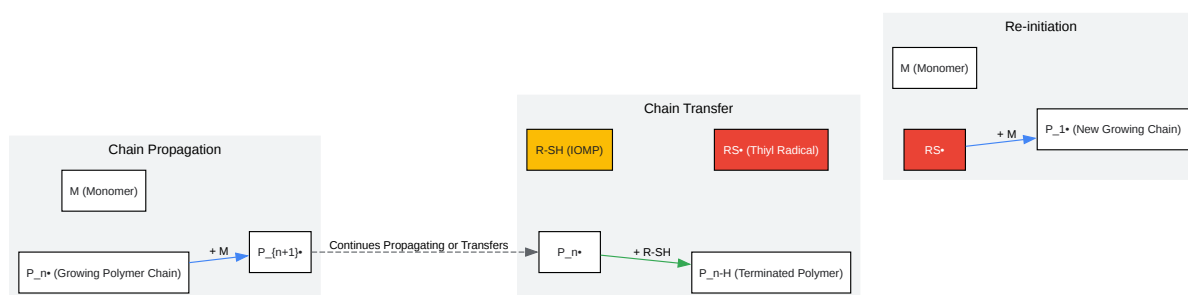 Chain Propagation
M (Monomer)
P_n• (Growing Polymer Chain)
+ M
P_{n+1}•
Continues Propagating or Transfers
Chain Transfer
R-SH (IOMP)
RS• (Thiyl Radical)
P_n•
+ R-SH
P_n-H (Terminated Polymer)
Re-initiation
M (Monomer)
RS•
+ M
P_1• (New Growing Chain)